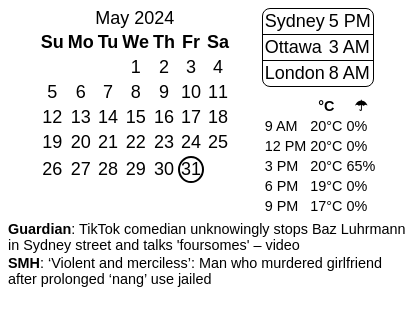 May 2024
Su Mo Tu We Th Fr Sa
1 2 3 4
5 6 7 8 9 10 11
12 13 14 15 16 17 18
19 20 21 22 23 24 25
26 27 28 29 30 31
Sydney 5 PM
Ottawa 3 AM
London 8 AM
°C ☂
9 AM 20°C 0%
12 PM 20°C 0%
3 PM 20°C 65%
6 PM 19°C 0%
9 PM 17°C 0%
Guardian: TikTok comedian unknowingly stops Baz Luhrmann
in Sydney street and talks 'foursomes' – video
SMH: ‘Violent and merciless’: Man who murdered girlfriend
after prolonged ‘nang’ use jailed